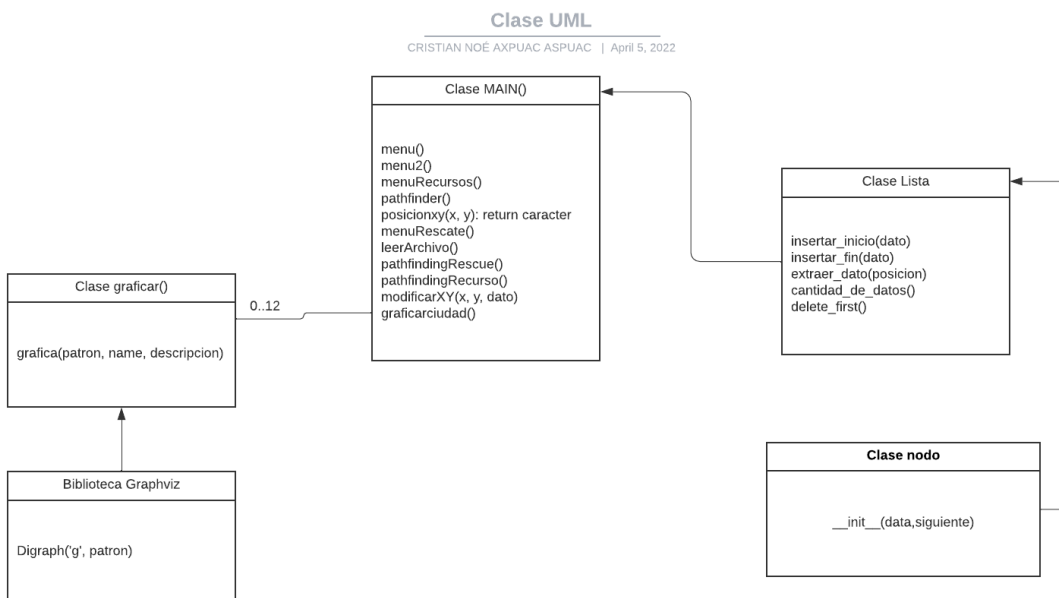 Clase UML
CRISTIAN NOÉ AXPUAC ASPUAC | April 5, 2022
Clase MAIN()
menu()
menu2()
menuRecursos()
pathfinder()
posicionxy(x, y): return caracter
menuRescate()
leerArchivo()
pathfindingRescue()
pathfindingRecurso()
modificarXY(x, y, dato)
graficarciudad()
Clase Lista
insertar_inicio(dato)
insertar_fin(dato)
extraer_dato(posicion)
cantidad_de_datos()
delete_first()
Clase graficar()
0..12
grafica(patron, name, descripcion)
Clase nodo
__init__(data,siguiente)
Biblioteca Graphviz
Digraph('g', patron)